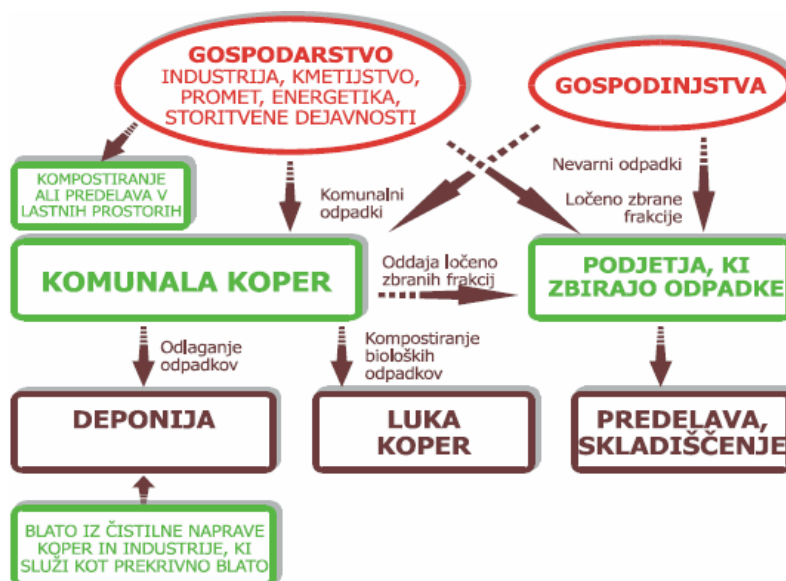 GOSPODARSTVO
INDUSTRIJA, KMETIJSTVO,
PROMET, ENERGETIKA,
STORITVENE DEJAVNOSTI
GOSPODINJSTVA
KOMPOSTIRANJE
ALI PREDELAVA V
LASTNIH PROSTORIH
Komunalni
odpadki
Nevarni odpadki
Ločeno zbrane
frakcije
KOMUNALA KOPER
Oddaja ločeno
zbranih frakcij
PODJETJA, KI
ZBIRAJO ODPADKE
Odlaganje
odpadkov
Kompostiranje
bioloških
odpadkov
DEPONIJA
LUKA
KOPER
PREDELAVA,
SKLADIŠČENJE
BLATO IZ ČISTILNE NAPRAVE
KOPER IN INDUSTRIJE, KI
SLUŽI KOT PREKRIVNO BLATO